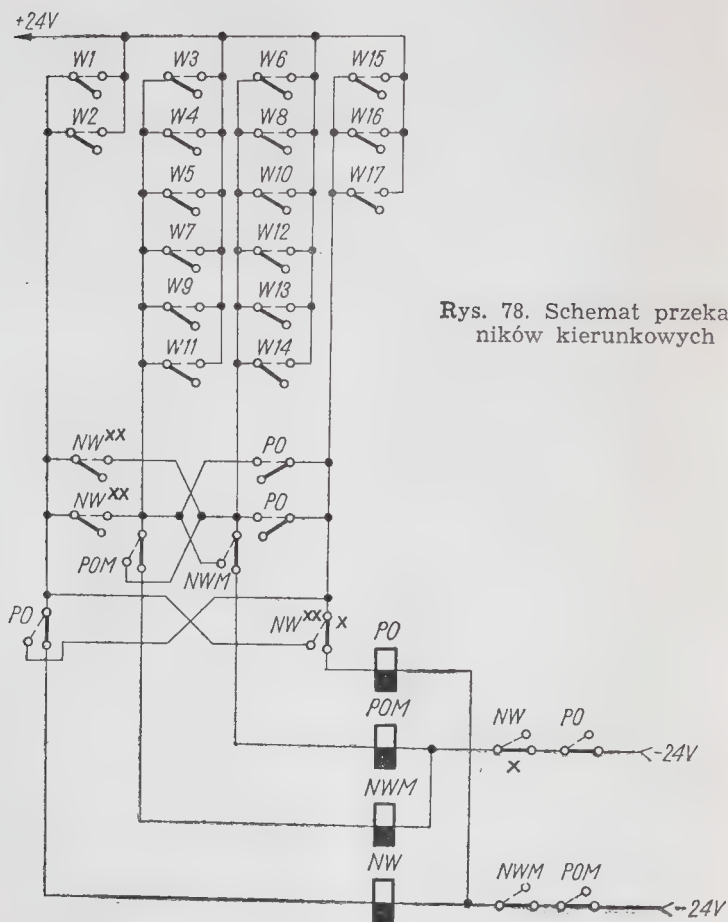 +24V
W1 W3 W6 W15
W2 W4 W8 W16
W5 W10 W17
W7 W12
W9 W13
W11 W14
Rys. 78. Schemat przeka
ników kierunkowych
NWxx PO
NWxx PO
POM NWM
PO NWxx x PO
POM
NW PO
-24V
x
NWM
NW
NWM POM
-24V